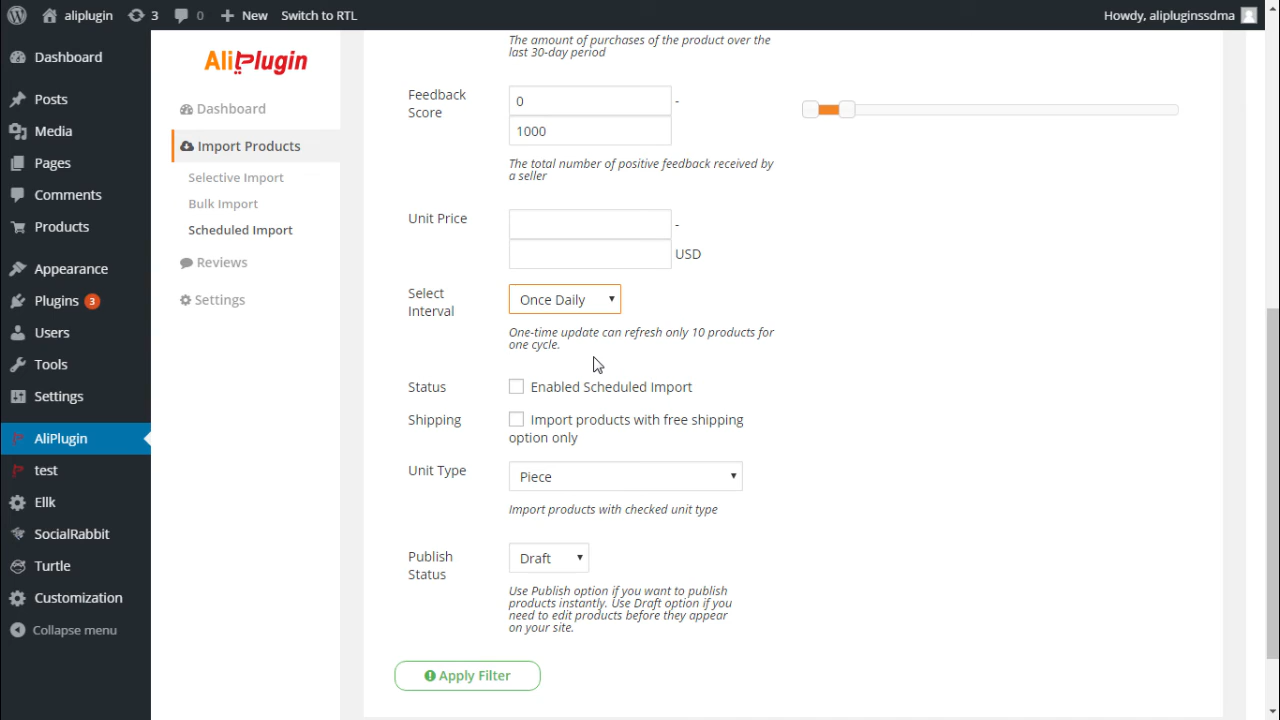 aliplugin
3
0
New
Switch to RTL
Howdy, alipluginssdma
Dashboard
Posts
Media
Pages
Comments
Products
Appearance
Plugins 3
Users
Tools
Settings
AliPlugin
test
Ellk
SocialRabbit
Turtle
Customization
Collapse menu
AliPlugin
Dashboard
Import Products
Selective Import
Bulk Import
Scheduled Import
Reviews
Settings
The amount of purchases of the product over the
last 30-day period
Feedback
Score
0 -
1000
The total number of positive feedback received by
a seller
Unit Price
-
USD
Select
Interval
Once Daily
One-time update can refresh only 10 products for
one cycle.
Status
Enabled Scheduled Import
Shipping
Import products with free shipping
option only
Unit Type
Piece
Import products with checked unit type
Publish
Status
Draft
Use Publish option if you want to publish
products instantly. Use Draft option if you
need to edit products before they appear
on your site.
Apply Filter